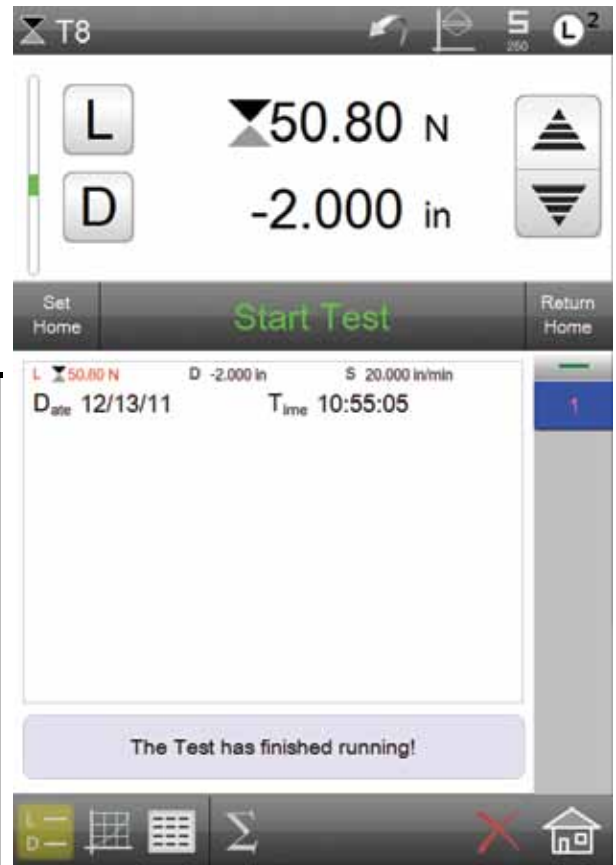 T8 S 250 L 2
L 50.80 N
D -2.000 in
Set Home Start Test Return Home
L 50.80 N D -2.000 in S 20.000 in/min
Date 12/13/11 Time 10:55:05
1
The Test has finished running!
L D Σ